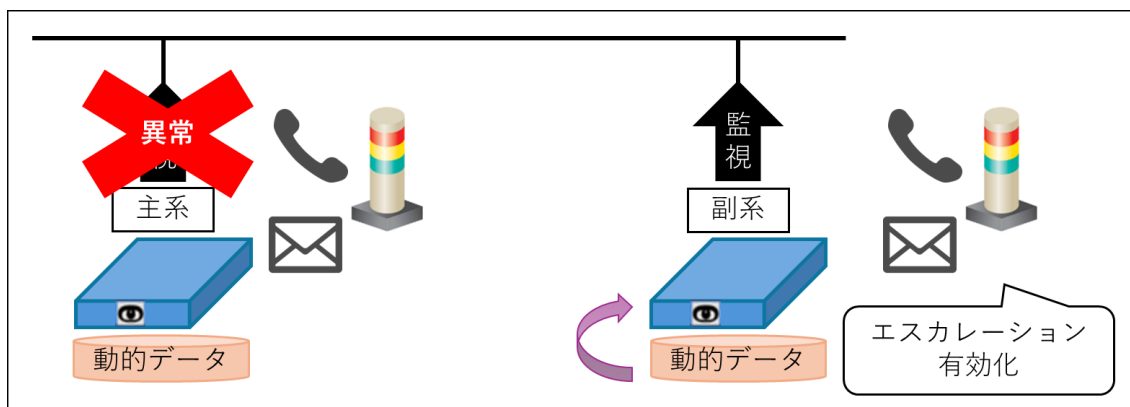 異常
主系
動的データ
監
視
副系
動的データ
エスカレーション
有効化